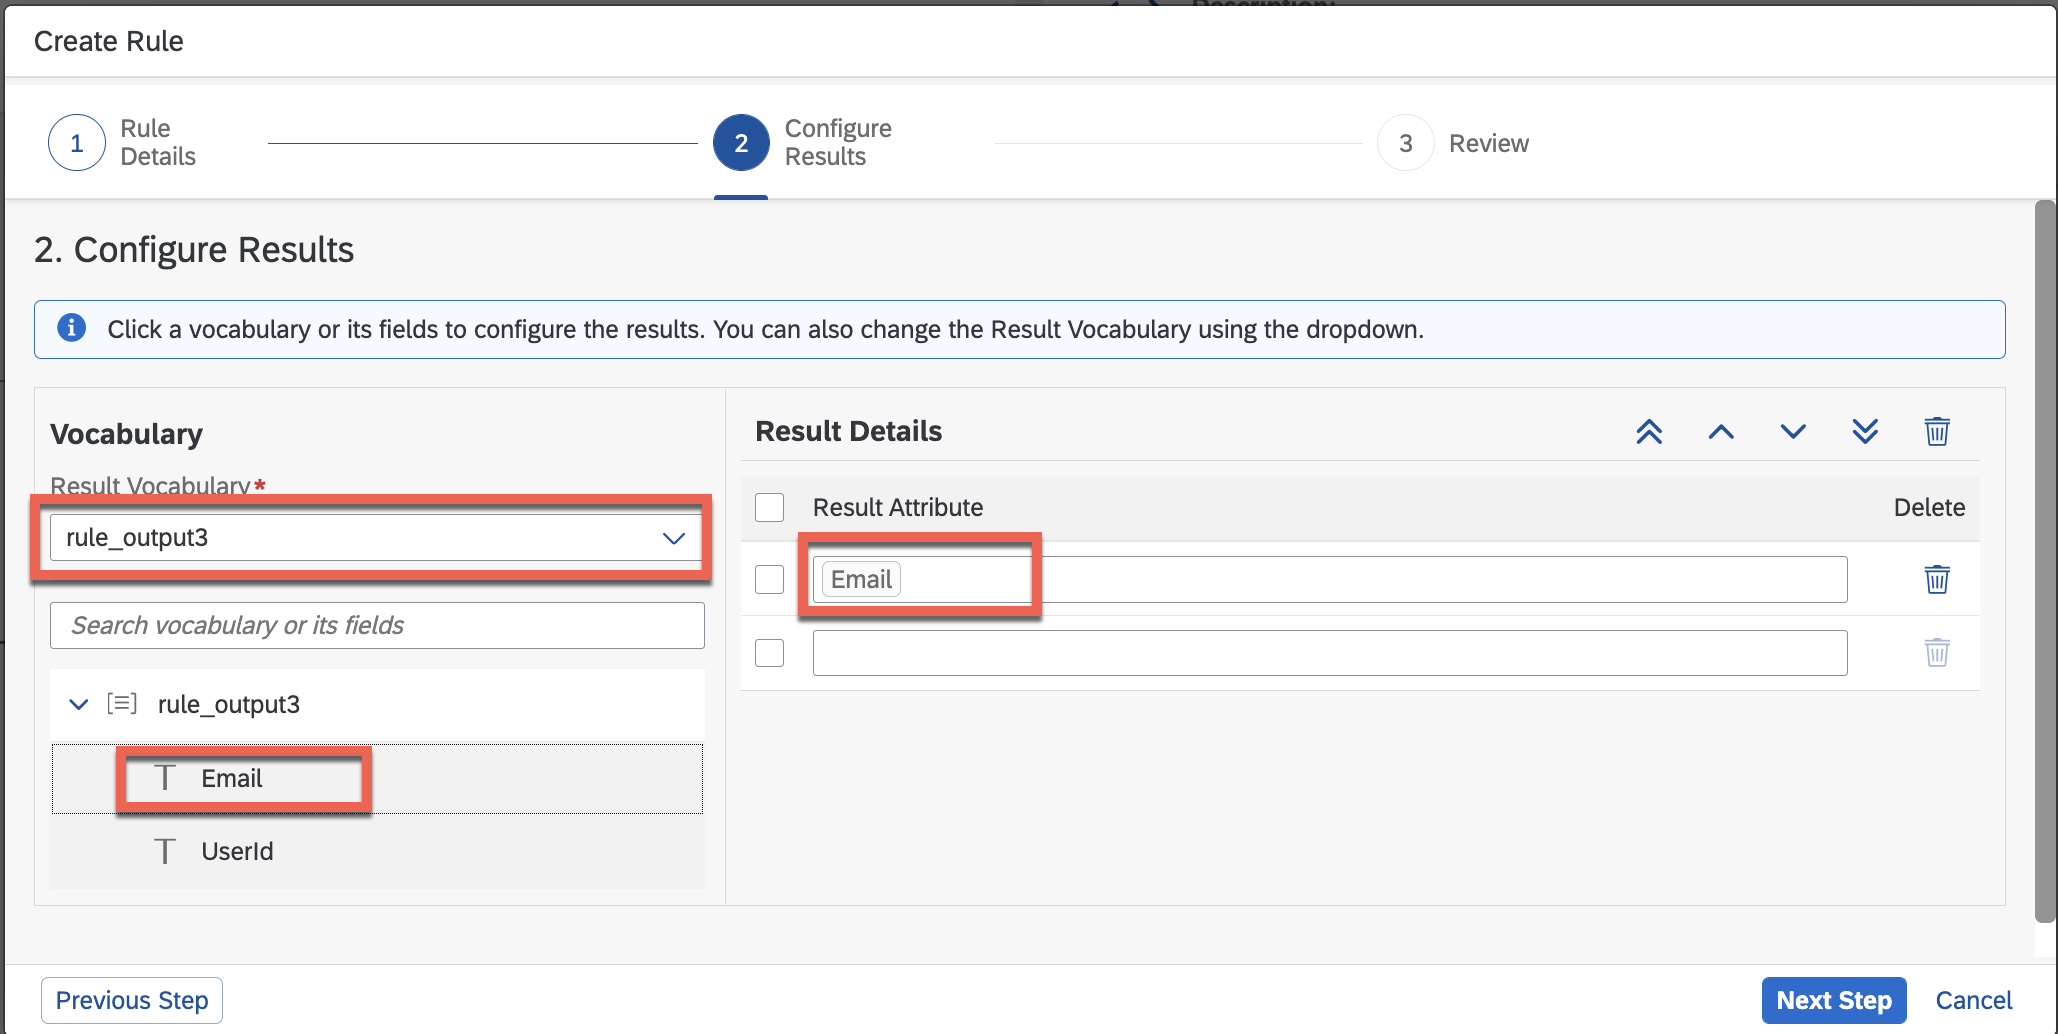 Description:
Create Rule
1
Rule
Details
2
Configure
Results
3
Review
2. Configure Results
Click a vocabulary or its fields to configure the results. You can also change the Result Vocabulary using the dropdown.
Vocabulary
Result Vocabulary*
rule_output3
Search vocabulary or its fields
rule_output3
Email
UserId
Result Details
Result Attribute
Delete
Email
Previous Step
Next Step
Cancel